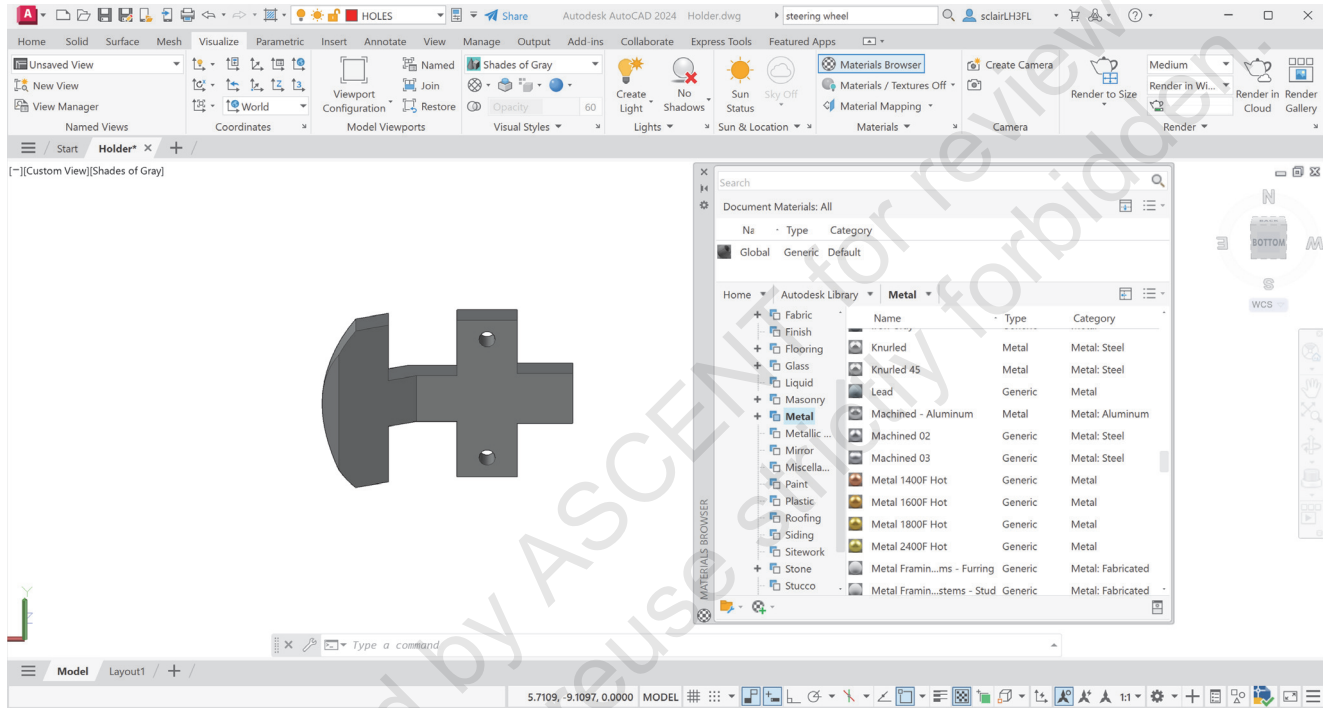 A HOLES Share Autodesk AutoCAD 2024 Holder.dwg steering wheel sclairH3FL
Home Solid Surface Mesh Visualize Parametric Insert Annotate View Manage Output Add-ins Collaborate Express Tools Featured Apps
Unsaved View Named Shades of Gray Materials Browser Create Camera Medium
New View Join Materials / Textures Off Render in Wi...
View Manager World Restore Opacity 60 Material Mapping
Viewport Configuration
Create Light No Shadows Sun Status Sky Off Render to Size Render in Cloud Render Gallery
Named Views Coordinates Model Viewports Visual Styles Lights Sun & Location Materials Camera Render
Start Holder*
[−][Custom View][Shades of Gray]
Search
Document Materials: All
Na Type Category
Global Generic Default
Home Autodesk Library Metal
Fabric
Finish
Flooring
Glass
Liquid
Masonry
Metal
Metallic ...
Mirror
Miscella...
Paint
Plastic
Roofing
Siding
Sitework
Stone
Stucco
Name Type Category
Knurled Metal Metal: Steel
Knurled 45 Metal Metal: Steel
Lead Generic Metal
Machined - Aluminum Metal Metal: Aluminum
Machined 02 Generic Metal: Steel
Machined 03 Generic Metal: Steel
Metal 1400F Hot Generic Metal
Metal 1600F Hot Generic Metal
Metal 1800F Hot Generic Metal
Metal 2400F Hot Generic Metal
Metal Framin...ms - Furring Generic Metal: Fabricated
Metal Framin...stems - Stud Generic Metal: Fabricated
MATERIALS BROWSER
N
E BOTTOM W
S
WCS
Y
Z
Type a command
Model Layout1
5.7109, -9.1097, 0.0000 MODEL 1:1
d by ASCENT for review
reuse strictly forbidden.